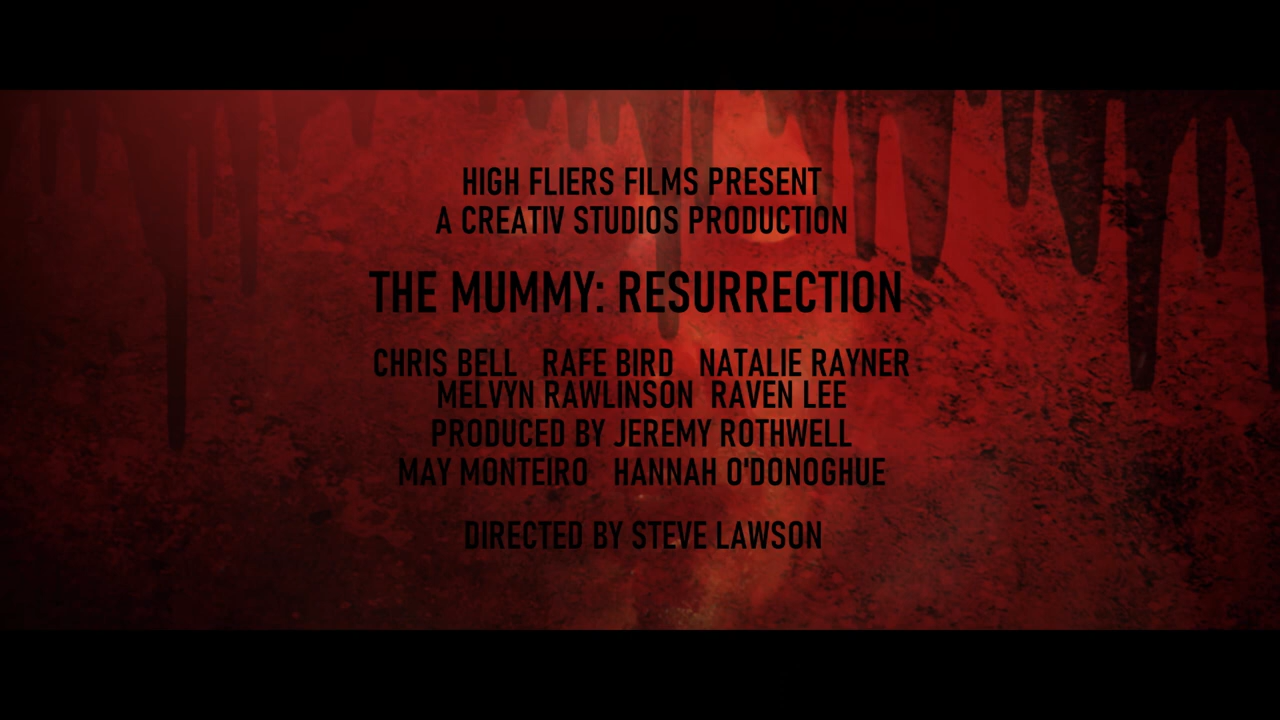 HIGH FLIERS FILMS PRESENT
A CREATIV STUDIOS PRODUCTION
THE MUMMY: RESURRECTION
CHRIS BELL RAFE BIRD NATALIE RAYNER
MELVYN RAWLINSON RAVEN LEE
PRODUCED BY JEREMY ROTHWELL
MAY MONTEIRO HANNAH O'DONOGHUE
DIRECTED BY STEVE LAWSON